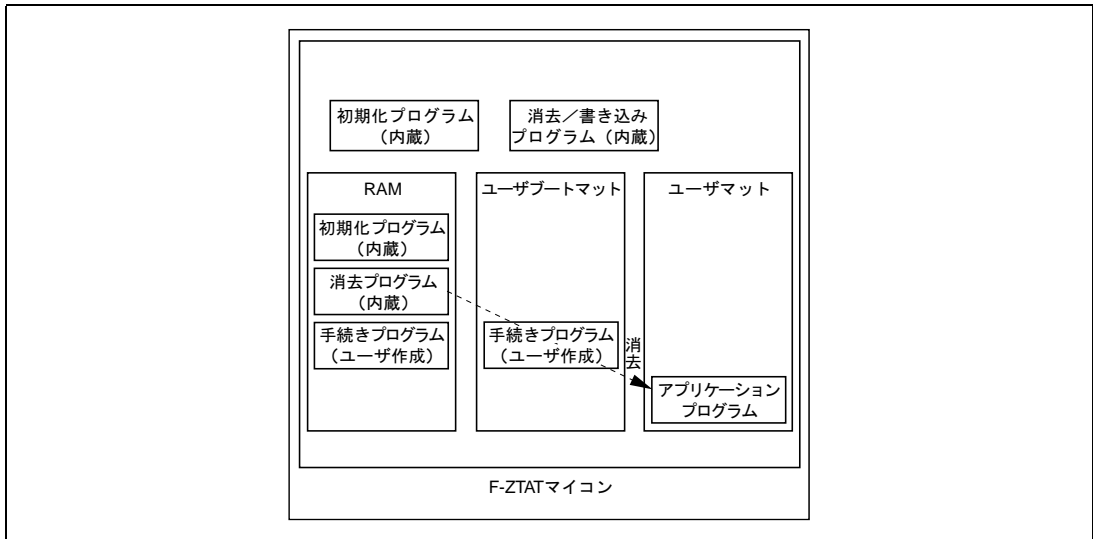 初期化プログラム
（内蔵）
消去／書き込み
プログラム（内蔵）
RAM
初期化プログラム
（内蔵）
消去プログラム
（内蔵）
手続きプログラム
（ユーザ作成）
ユーザブートマット
手続きプログラム
（ユーザ作成）
消去
ユーザマット
アプリケーション
プログラム
F-ZTATマイコン